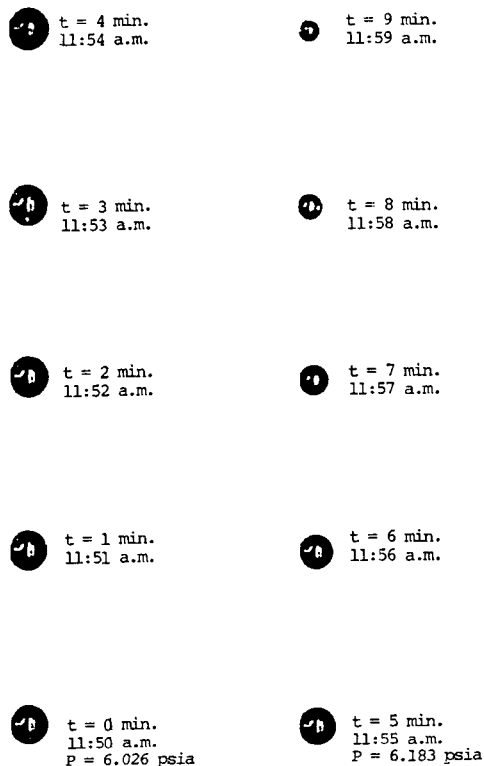 t = 4 min.
11:54 a.m.
t = 3 min.
11:53 a.m.
t = 2 min.
11:52 a.m.
t = 1 min.
11:51 a.m.
t = 0 min.
11:50 a.m.
P = 6.026 psia
t = 9 min.
11:59 a.m.
t = 8 min.
11:58 a.m.
t = 7 min.
11:57 a.m.
t = 6 min.
11:56 a.m.
t = 5 min.
11:55 a.m.
P = 6.183 psia